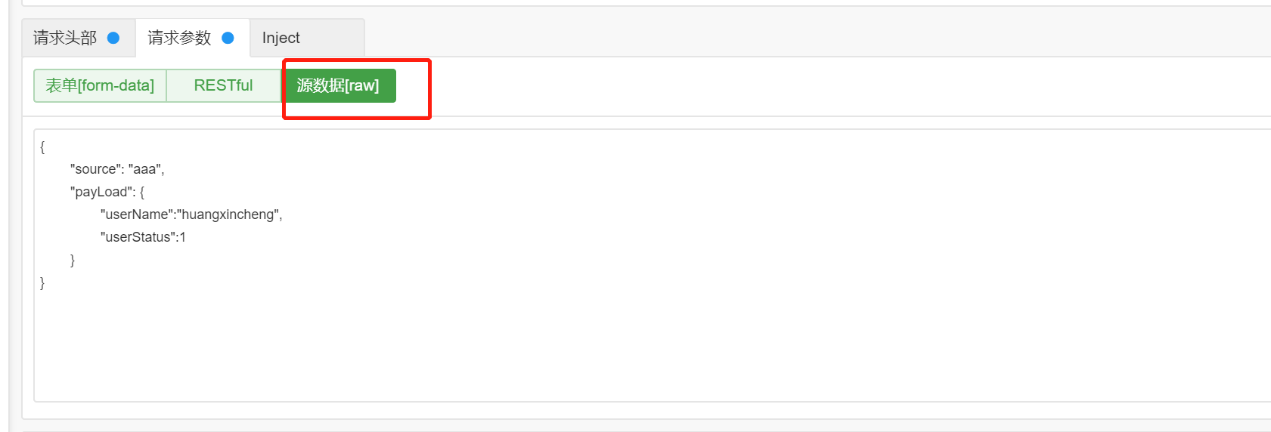 请求头部 请求参数 Inject
表单[form-data] RESTful 源数据[raw]
{
"source": "aaa",
"payLoad": {
"userName":"huangxincheng",
"userStatus":1
}
}